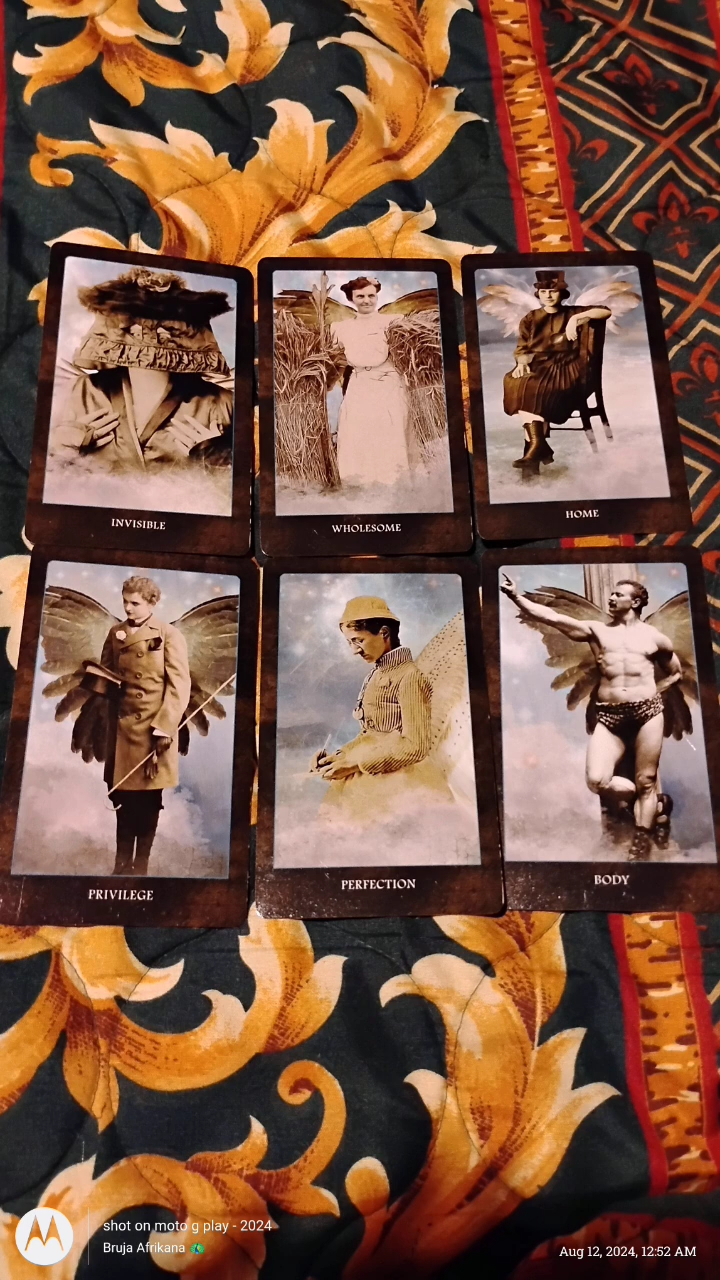 INVISIBLE
WHOLESOME
HOME
PRIVILEGE
PERFECTION
BODY
shot on moto g play - 2024
Bruja Afrikana 🦚
Aug 12, 2024, 12:52 AM